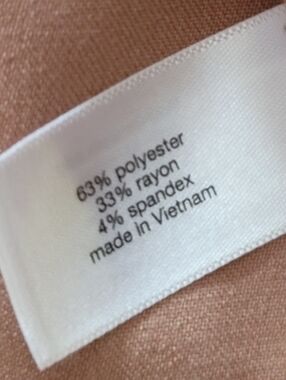 63% polyester
33% rayon
4% spandex
made in Vietnam